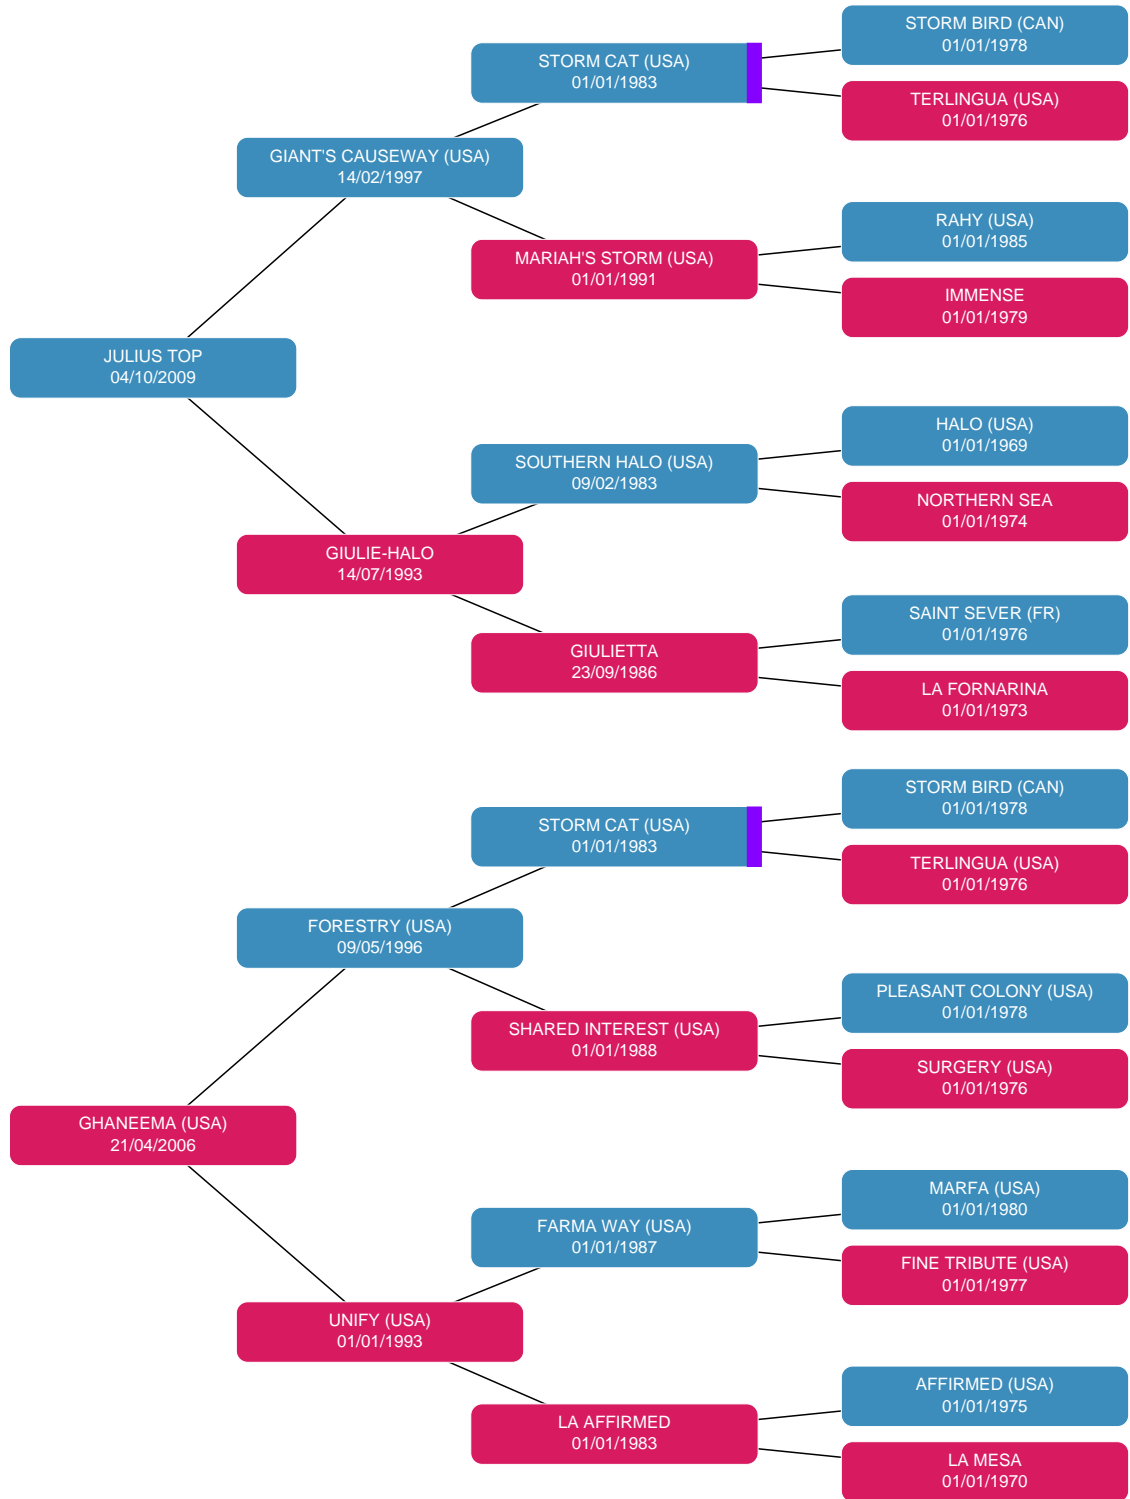 STORM BIRD (CAN)
01/01/1978
STORM CAT (USA)
01/01/1983
TERLINGUA (USA)
01/01/1976
GIANT'S CAUSEWAY (USA)
14/02/1997
RAHY (USA)
01/01/1985
MARIAH'S STORM (USA)
01/01/1991
IMMENSE
01/01/1979
JULIUS TOP
04/10/2009
HALO (USA)
01/01/1969
SOUTHERN HALO (USA)
09/02/1983
NORTHERN SEA
01/01/1974
GIULIE-HALO
14/07/1993
SAINT SEVER (FR)
01/01/1976
GIULIETTA
23/09/1986
LA FORNARINA
01/01/1973
STORM BIRD (CAN)
01/01/1978
STORM CAT (USA)
01/01/1983
TERLINGUA (USA)
01/01/1976
FORESTRY (USA)
09/05/1996
PLEASANT COLONY (USA)
01/01/1978
SHARED INTEREST (USA)
01/01/1988
SURGERY (USA)
01/01/1976
GHANEEMA (USA)
21/04/2006
MARFA (USA)
01/01/1980
FARMA WAY (USA)
01/01/1987
FINE TRIBUTE (USA)
01/01/1977
UNIFY (USA)
01/01/1993
AFFIRMED (USA)
01/01/1975
LA AFFIRMED
01/01/1983
LA MESA
01/01/1970